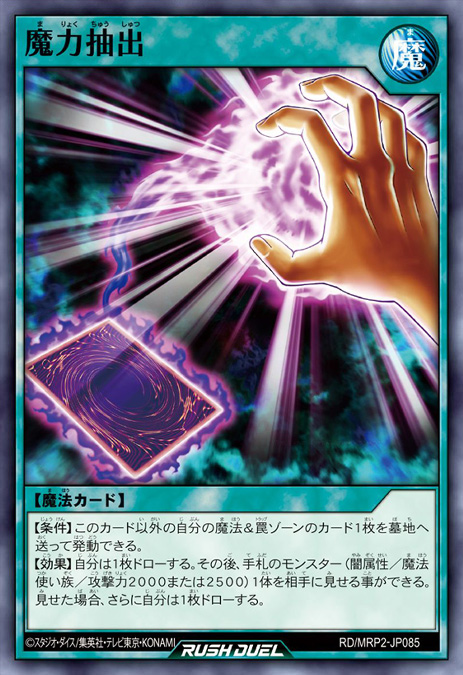 魔力抽出
魔
【魔法カード】
【条件】このカード以外の自分の魔法&罠ゾーンのカード1枚を墓地へ
送って発動できる。
【効果】自分は1枚ドローする。その後、手札のモンスター(闇属性/魔法
使い族/攻撃力2000または2500)1体を相手に見せる事ができる。
見せた場合、さらに自分は1枚ドローする。
©スタジオ・ダイス/集英社・テレビ東京・KONAMI
RUSH DUEL
RD/MRP2-JP085